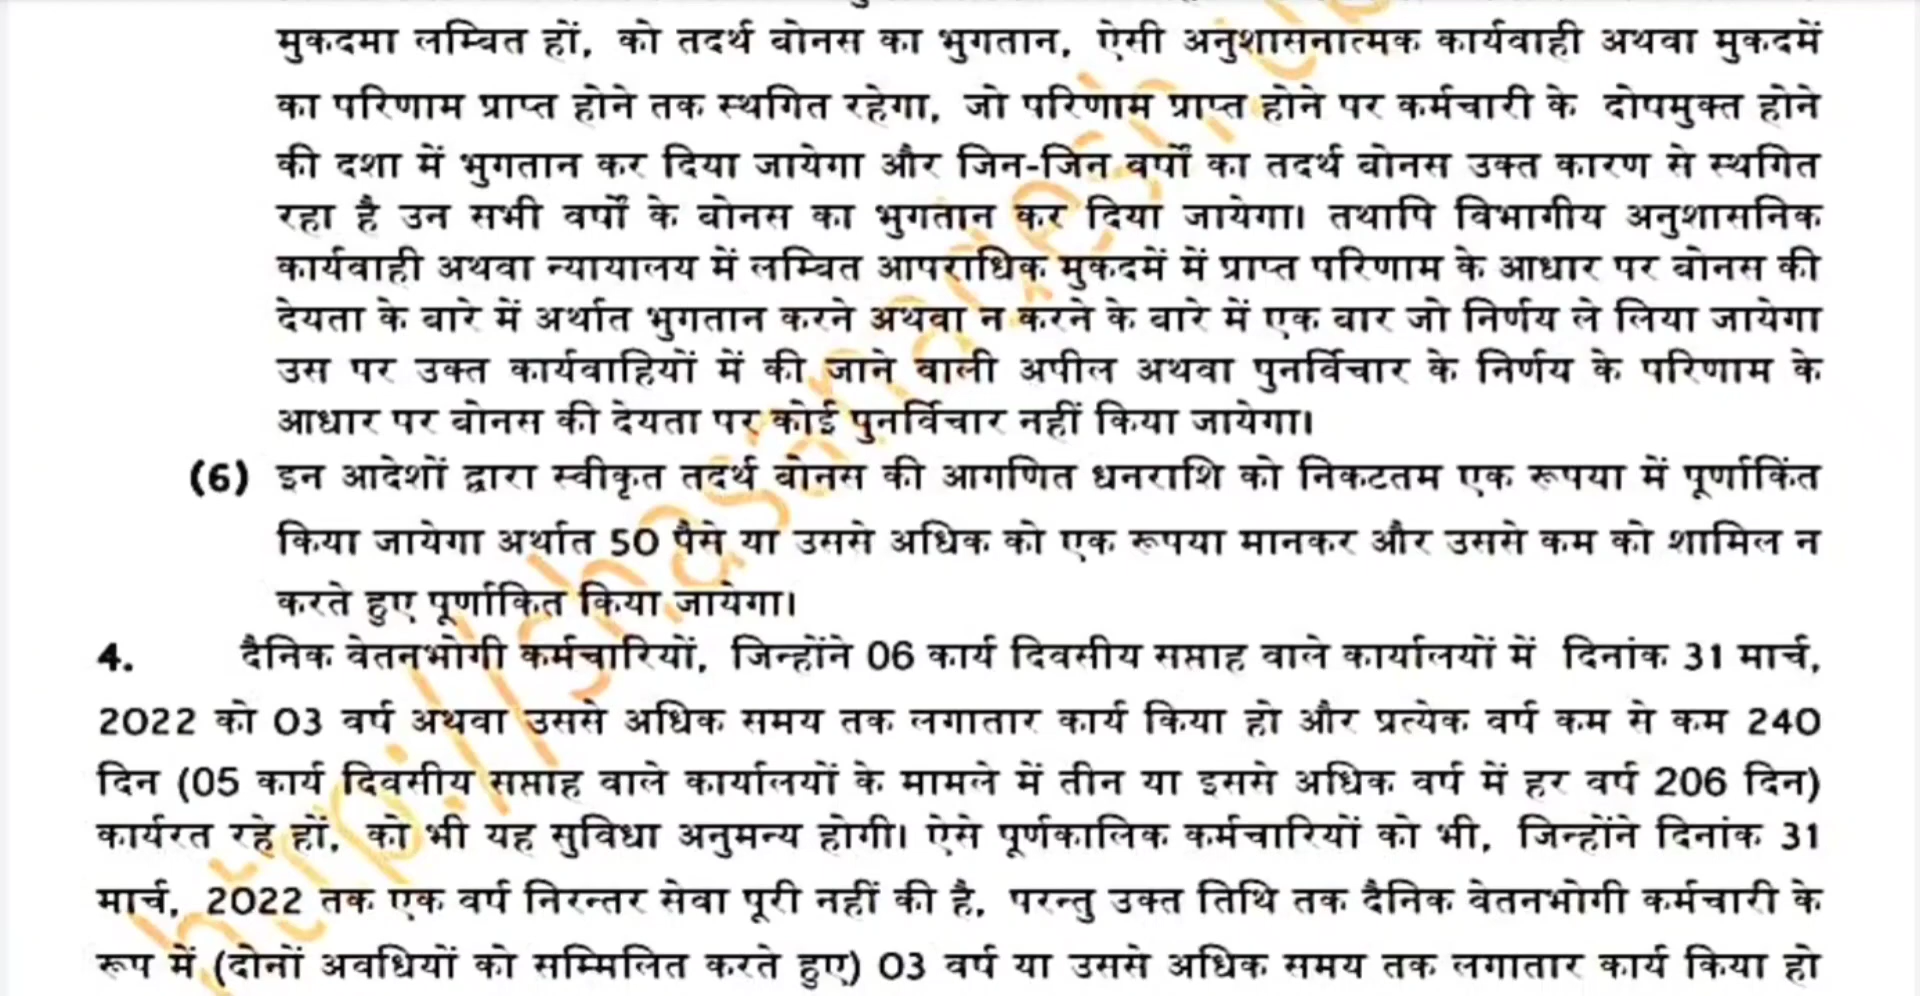 मुकदमा लम्बित हों, को तदर्थ बोनस का भुगतान, ऐसी अनुशासनात्मक कार्यवाही अथवा मुकदमें
का परिणाम प्राप्त होने तक स्थगित रहेगा, जो परिणाम प्राप्त होने पर कर्मचारी के दोषमुक्त होने
की दशा में भुगतान कर दिया जायेगा और जिन-जिन वर्षों का तदर्थ बोनस उक्त कारण से स्थगित
रहा है उन सभी वर्षों के बोनस का भुगतान कर दिया जायेगा। तथापि विभागीय अनुशासनिक
कार्यवाही अथवा न्यायालय में लम्बित आपराधिक मुकदमें में प्राप्त परिणाम के आधार पर बोनस की
देयता के बारे में अर्थात भुगतान करने अथवा न करने के बारे में एक बार जो निर्णय ले लिया जायेगा
उस पर उक्त कार्यवाहियों में की जाने वाली अपील अथवा पुनर्विचार के निर्णय के परिणाम के
आधार पर बोनस की देयता पर कोई पुनर्विचार नहीं किया जायेगा।
(6) इन आदेशों द्वारा स्वीकृत तदर्थ बोनस की आगणित धनराशि को निकटतम एक रूपया में पूर्णाकिंत
किया जायेगा अर्थात 50 पैसे या उससे अधिक को एक रूपया मानकर और उससे कम को शामिल न
करते हुए पूर्णाकित किया जायेगा।
4. दैनिक वेतनभोगी कर्मचारियों, जिन्होंने 06 कार्य दिवसीय सप्ताह वाले कार्यालयों में दिनांक 31 मार्च,
2022 को 03 वर्ष अथवा उससे अधिक समय तक लगातार कार्य किया हो और प्रत्येक वर्ष कम से कम 240
दिन (05 कार्य दिवसीय सप्ताह वाले कार्यालयों के मामले में तीन या इससे अधिक वर्ष में हर वर्ष 206 दिन)
कार्यरत रहे हों, को भी यह सुविधा अनुमन्य होगी। ऐसे पूर्णकालिक कर्मचारियों को भी, जिन्होंने दिनांक 31
मार्च, 2022 तक एक वर्ष निरन्तर सेवा पूरी नहीं की है, परन्तु उक्त तिथि तक दैनिक वेतनभोगी कर्मचारी के
रूप में (दोनों अवधियों को सम्मिलित करते हुए) 03 वर्ष या उससे अधिक समय तक लगातार कार्य किया हो